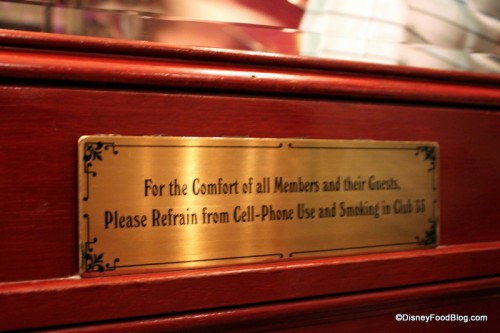 For the Comfort of all Members and their Guests,
Please Refrain from Cell-Phone Use and Smoking in Club 33
©DisneyFoodBlog.com